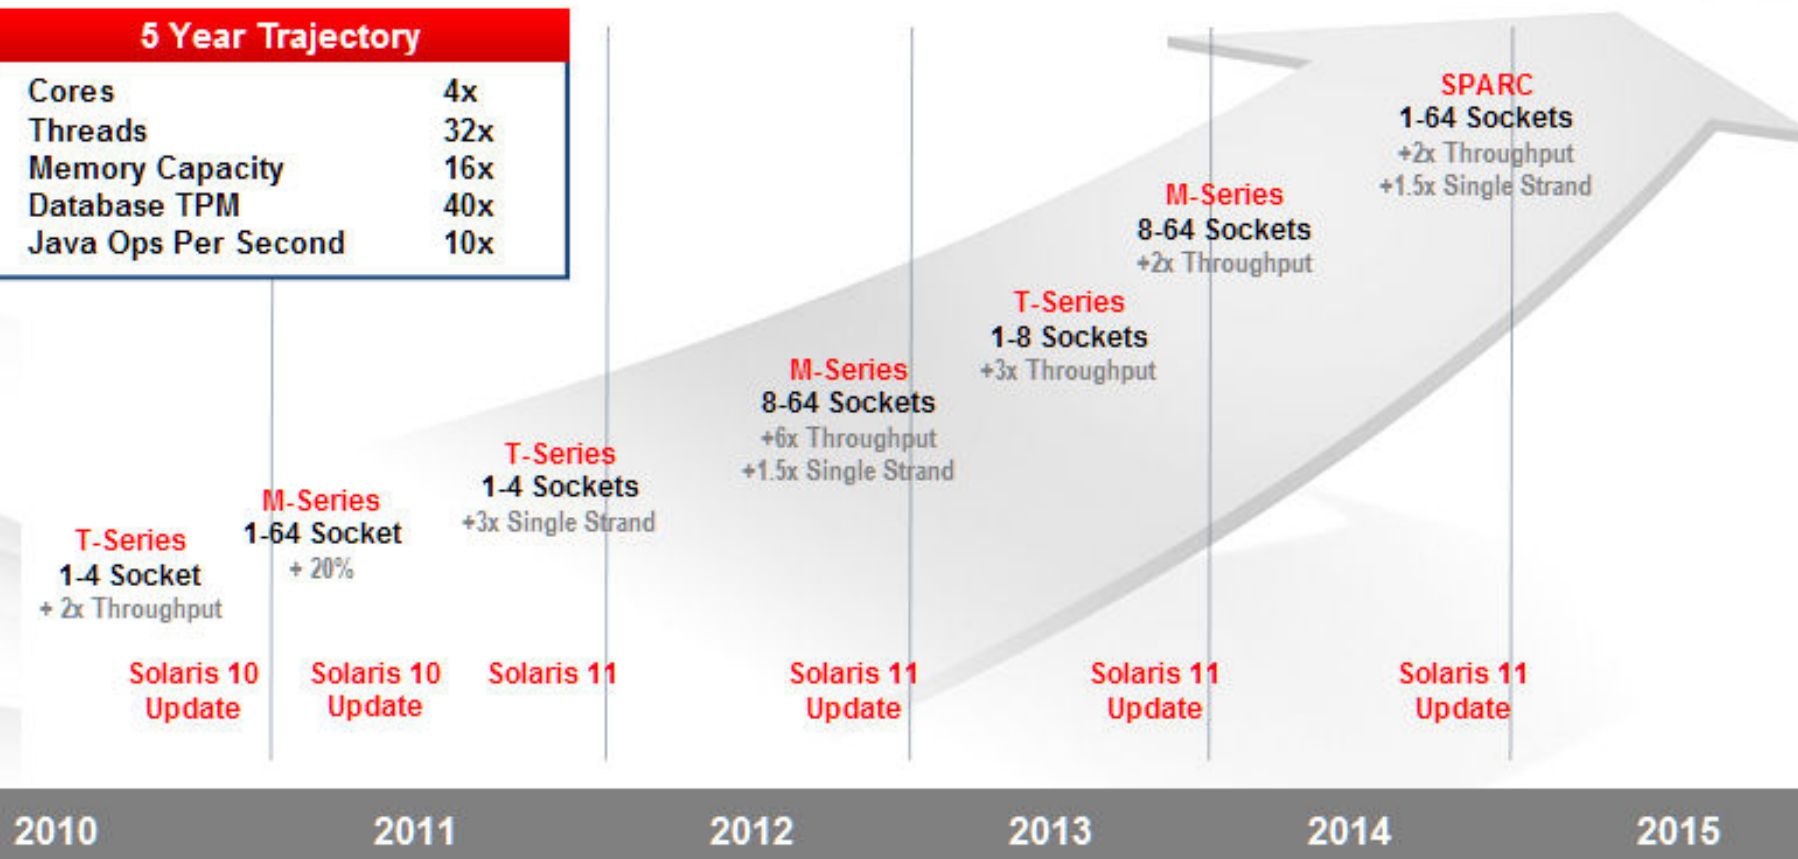 5 Year Trajectory
Cores 4x
Threads 32x
Memory Capacity 16x
Database TPM 40x
Java Ops Per Second 10x
T-Series
1-4 Socket
+ 2x Throughput
M-Series
1-64 Socket
+ 20%
T-Series
1-4 Sockets
+3x Single Strand
M-Series
8-64 Sockets
+6x Throughput
+1.5x Single Strand
T-Series
1-8 Sockets
+3x Throughput
M-Series
8-64 Sockets
+2x Throughput
SPARC
1-64 Sockets
+2x Throughput
+1.5x Single Strand
Solaris 10
Update
Solaris 10
Update
Solaris 11
Solaris 11
Update
Solaris 11
Update
Solaris 11
Update
2010 2011 2012 2013 2014 2015